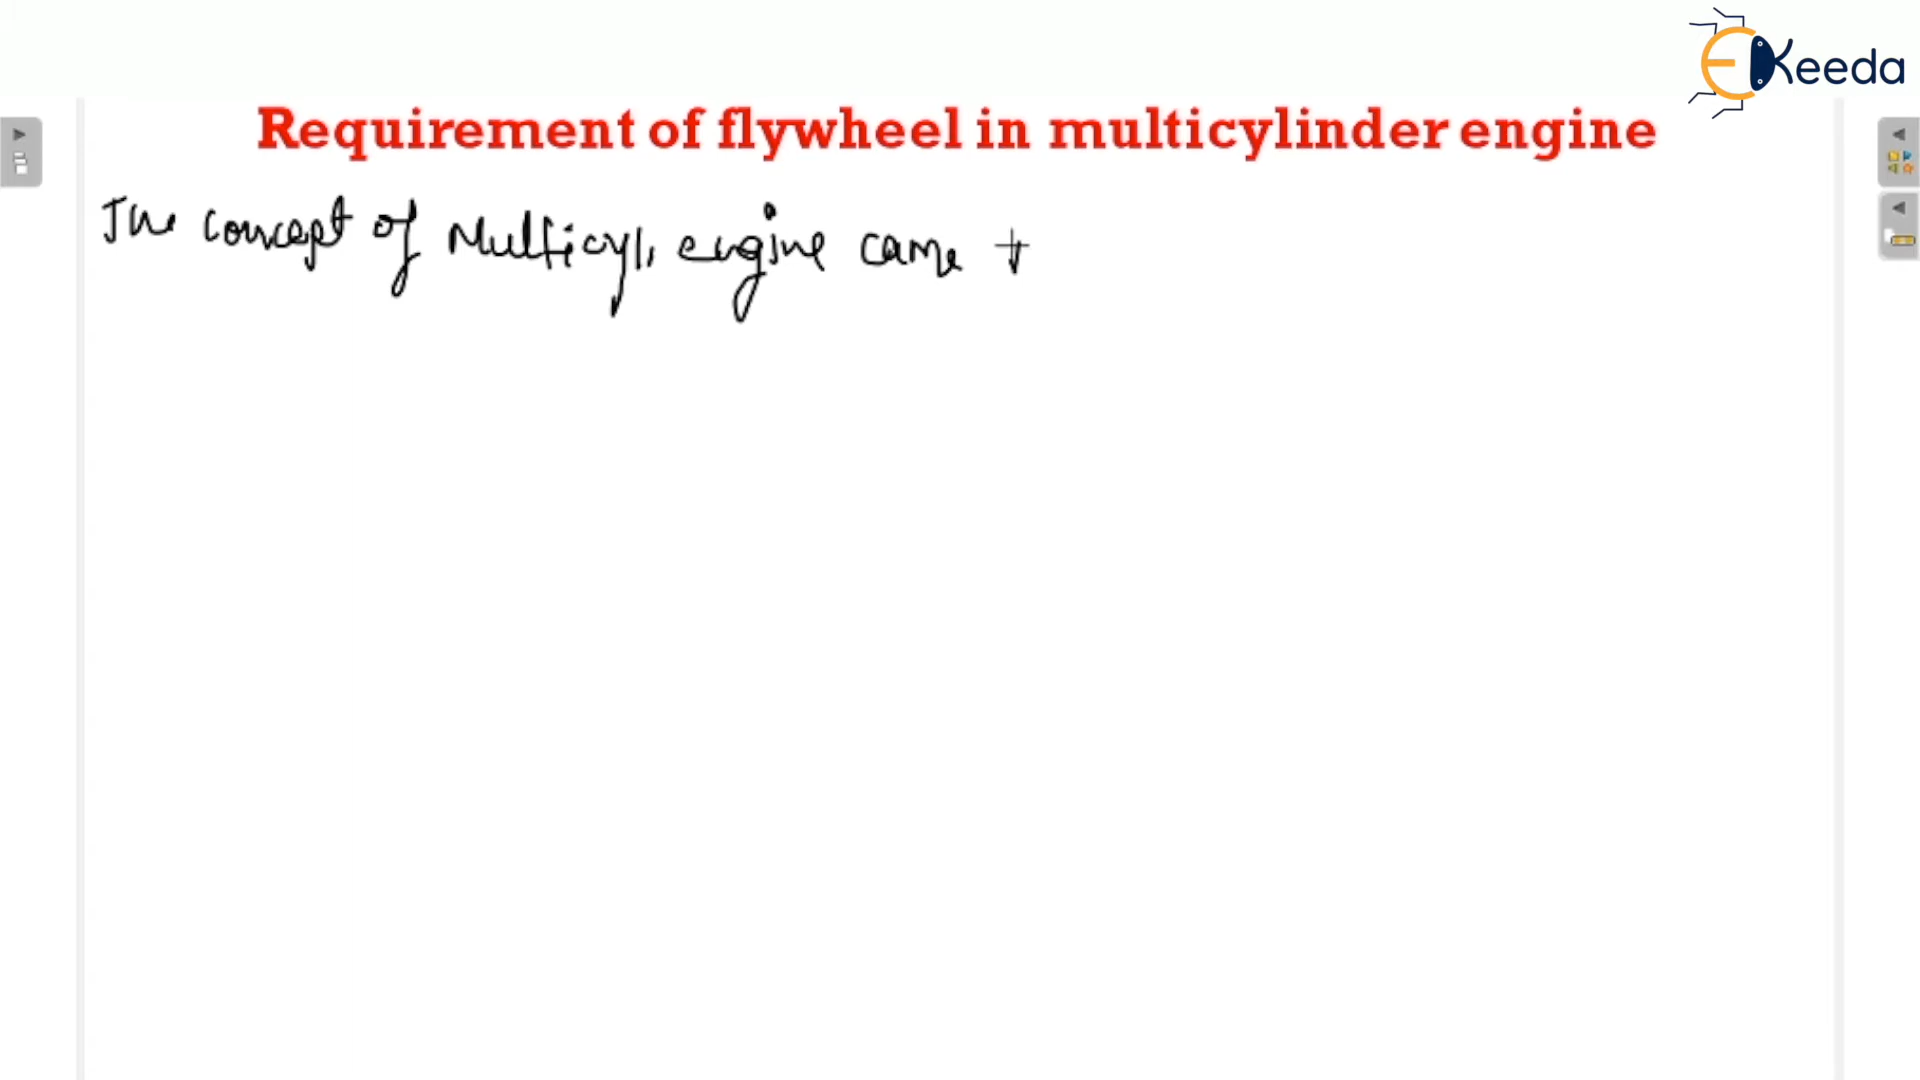 EKeeda
Requirement of flywheel in multicylinder engine
The concept of Multicyl. engine came t